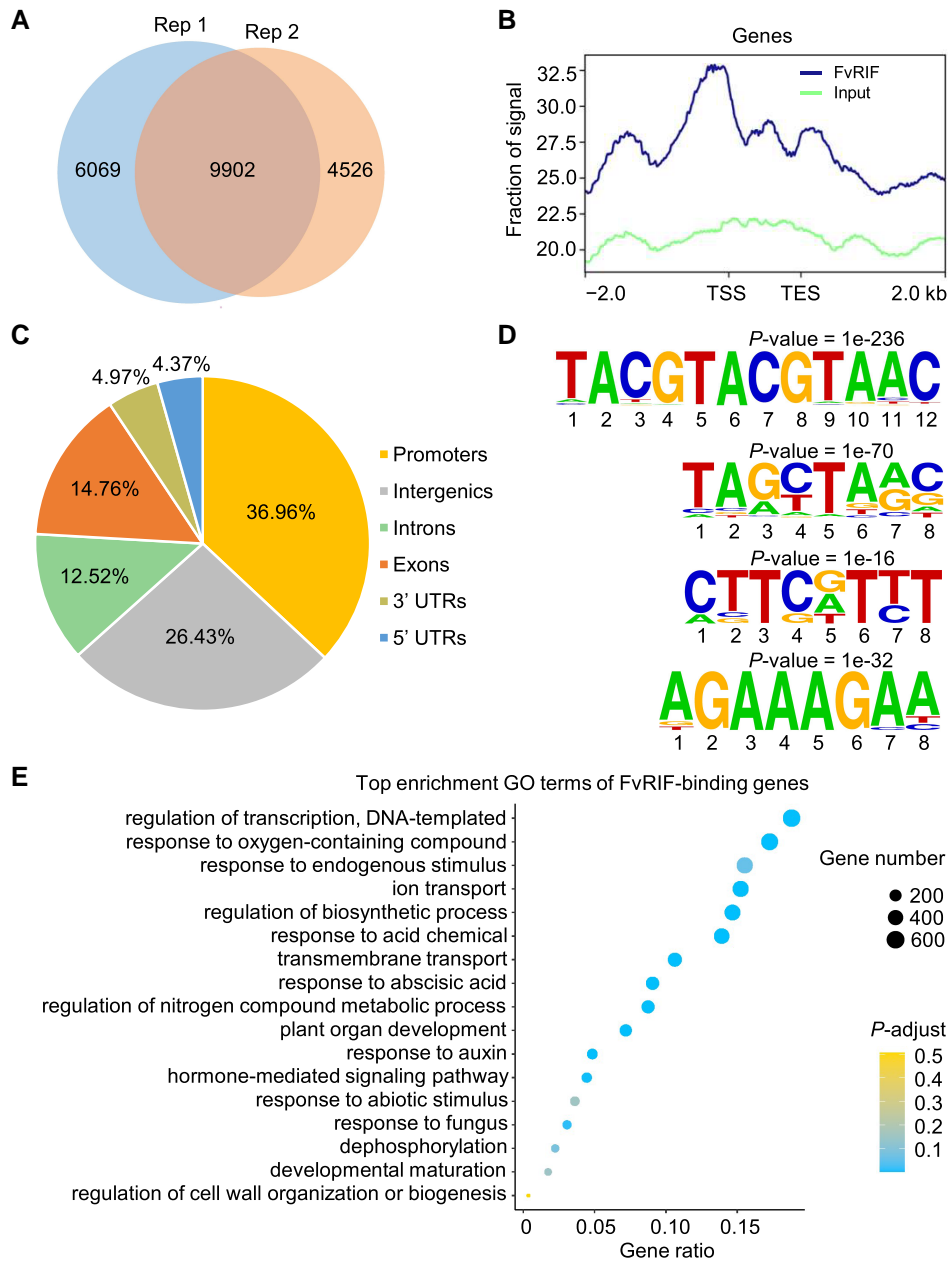 A
Rep 1
Rep 2
6069
9902
4526
B
Genes
Fraction of signal
32.5
30.0
27.5
25.0
22.5
20.0
FvRIF
Input
−2.0
TSS
TES
2.0 kb
C
4.97%
4.37%
14.76%
36.96%
12.52%
26.43%
Promoters
Intergenics
Introns
Exons
3’ UTRs
5’ UTRs
D
P-value = 1e-236
TACGTACGTAAC
1 2 3 4 5 6 7 8 9 10 11 12
P-value = 1e-70
TAGCTAAC
1 2 3 4 5 6 7 8
P-value = 1e-16
CTTCGTTT
1 2 3 4 5 6 7 8
P-value = 1e-32
AGAAAGAA
1 2 3 4 5 6 7 8
E
Top enrichment GO terms of FvRIF-binding genes
regulation of transcription, DNA-templated
response to oxygen-containing compound
response to endogenous stimulus
ion transport
regulation of biosynthetic process
response to acid chemical
transmembrane transport
response to abscisic acid
regulation of nitrogen compound metabolic process
plant organ development
response to auxin
hormone-mediated signaling pathway
response to abiotic stimulus
response to fungus
dephosphorylation
developmental maturation
regulation of cell wall organization or biogenesis
0 0.05 0.10 0.15
Gene ratio
Gene number
200
400
600
P-adjust
0.5
0.4
0.3
0.2
0.1